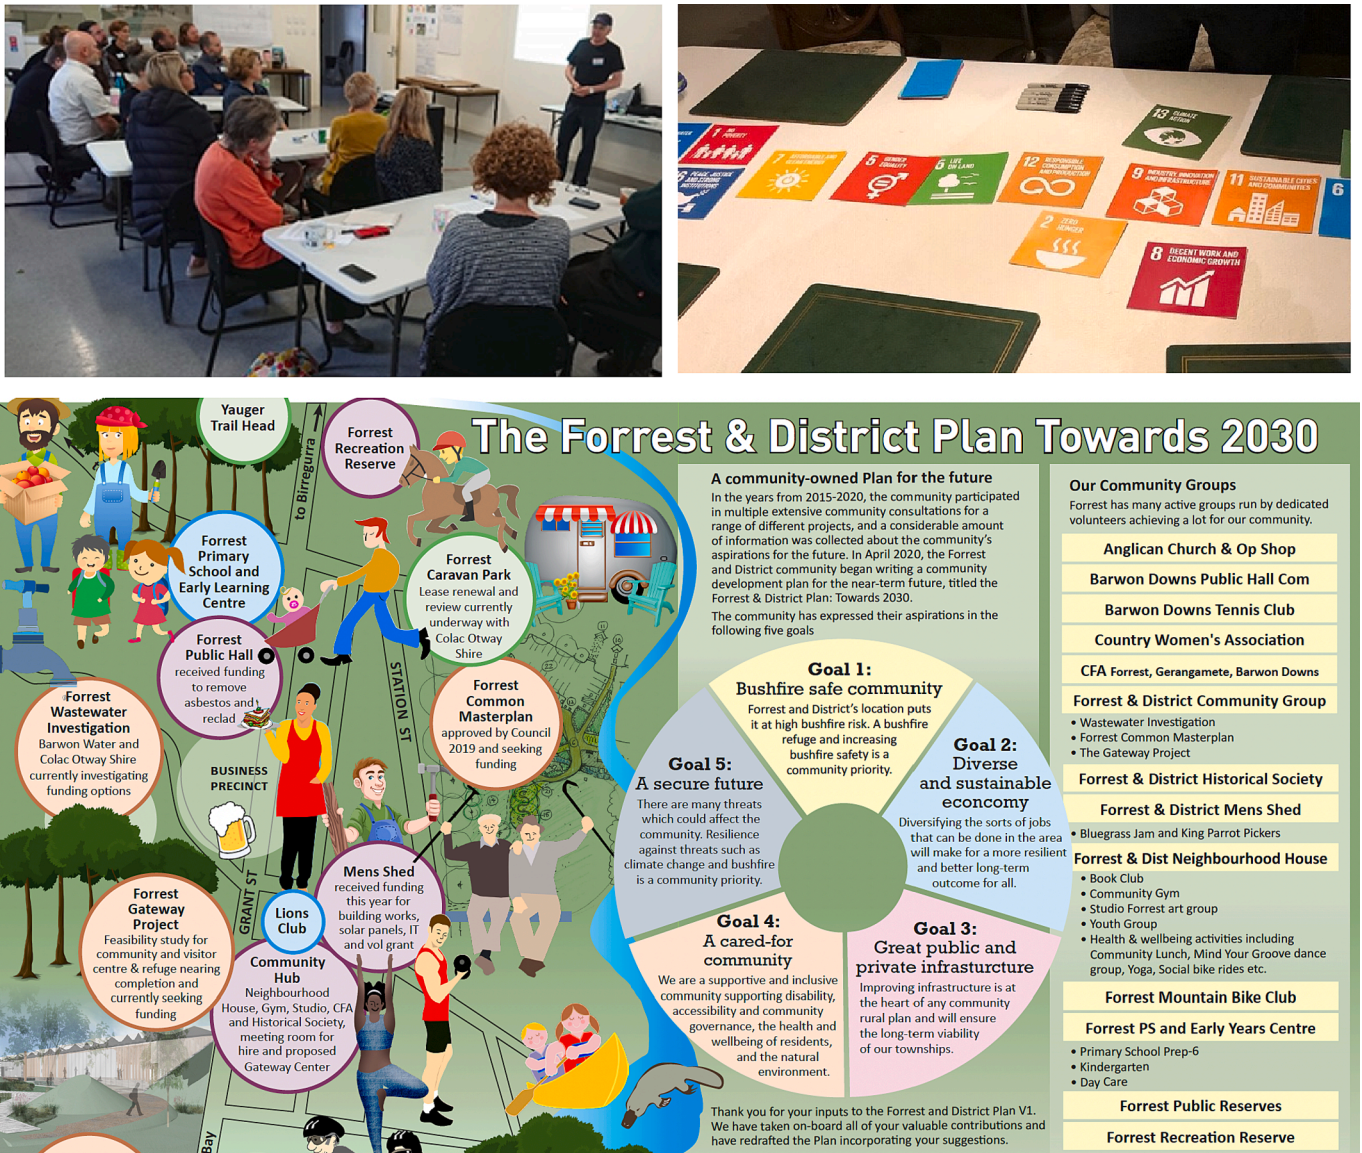 13 CLIMATE
ACTION
1 NO
POVERTY
6 PEACE, JUSTICE
AND STRONG
INSTITUTIONS
7
5 GENDER
EQUALITY
5 LIFE
ON LAND
12 RESPONSIBLE
CONSUMPTION
AND PRODUCTION
9 INDUSTRY, INNOVATION
AND INFRASTRUCTURE
11 SUSTAINABLE CITIES
AND COMMUNITIES
6
2 ZERO
HUNGER
8 DECENT WORK AND
ECONOMIC GROWTH
The Forrest & District Plan Towards 2030
Yauger
Trail Head
to Birregurra
Forrest
Recreation
Reserve
Forrest
Primary
School and
Early Learning
Centre
Forrest
Caravan Park
Lease renewal and
review currently
underway with
Colac Otway
Shire
Forrest
Public Hall
received funding
to remove
asbestos and
reclad
STATION ST
Forrest
Common
Masterplan
approved by Council
2019 and seeking
funding
Forrest
Wastewater
Investigation
Barwon Water and
Colac Otway Shire
currently investigating
funding options
BUSINESS
PRECINCT
Mens Shed
received funding
this year for
building works,
solar panels, IT
and vol grant
GRANT ST
Lions
Club
Forrest
Gateway
Project
Feasibility study for
community and visitor
centre & refuge nearing
completion and
currently seeking
funding
Community
Hub
Neighbourhood
House, Gym, Studio, CFA
and Historical Society,
meeting room for
hire and proposed
Gateway Center
Bay
A community-owned Plan for the future
In the years from 2015-2020, the community participated
in multiple extensive community consultations for a
range of different projects, and a considerable amount
of information was collected about the community's
aspirations for the future. In April 2020, the Forrest
and District community began writing a community
development plan for the near-term future, titled the
Forrest & District Plan: Towards 2030.
The community has expressed their aspirations in the
following five goals
Goal 1:
Bushfire safe community
Forrest and District's location puts
it at high bushfire risk. A bushfire
refuge and increasing
bushfire safety is a
community priority.
Goal 2:
Diverse
and sustainable
economy
Diversifying the sorts of jobs
that can be done in the area
will make for a more resilient
and better long-term
outcome for all.
Goal 3:
Great public and
private infrasturcture
Improving infrastructure is at
the heart of any community
rural plan and will ensure
the long-term viability
of our townships.
Goal 4:
A cared-for
community
We are a supportive and inclusive
community supporting disability,
accessibility and community
governance, the health and
wellbeing of residents,
and the natural
environment.
Goal 5:
A secure future
There are many threats
which could affect the
community. Resilience
against threats such as
climate change and bushfire
is a community priority.
Thank you for your inputs to the Forrest and District Plan V1.
We have taken on-board all of your valuable contributions and
have redrafted the Plan incorporating your suggestions.
Our Community Groups
Forrest has many active groups run by dedicated
volunteers achieving a lot for our community.
Anglican Church & Op Shop
Barwon Downs Public Hall Com
Barwon Downs Tennis Club
Country Women's Association
CFA Forrest, Gerangamete, Barwon Downs
Forrest & District Community Group
• Wastewater Investigation
• Forrest Common Masterplan
• The Gateway Project
Forrest & District Historical Society
Forrest & District Mens Shed
• Bluegrass Jam and King Parrot Pickers
Forrest & Dist Neighbourhood House
• Book Club
• Community Gym
• Studio Forrest art group
• Youth Group
• Health & wellbeing activities including
Community Lunch, Mind Your Groove dance
group, Yoga, Social bike rides etc.
Forrest Mountain Bike Club
Forrest PS and Early Years Centre
• Primary School Prep-6
• Kindergarten
• Day Care
Forrest Public Reserves
Forrest Recreation Reserve